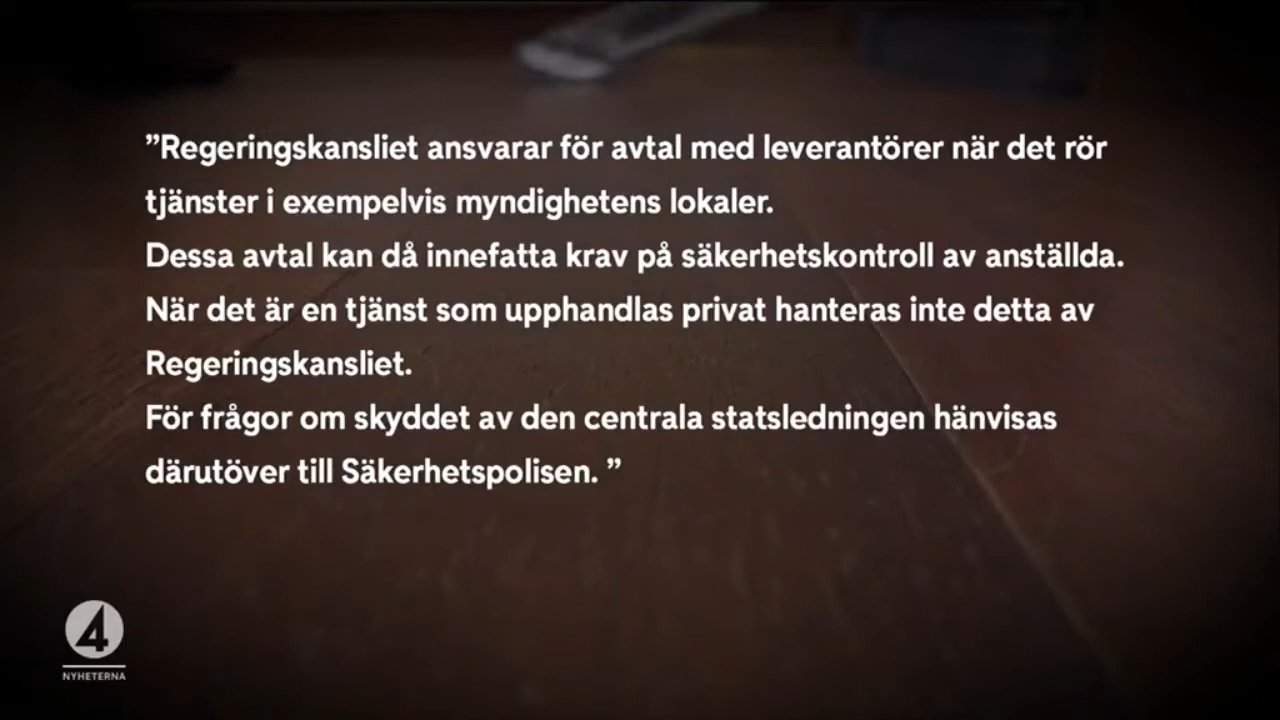 ”Regeringskansliet ansvarar för avtal med leverantörer när det rör
tjänster i exempelvis myndighetens lokaler.
Dessa avtal kan då innefatta krav på säkerhetskontroll av anställda.
När det är en tjänst som upphandlas privat hanteras inte detta av
Regeringskansliet.
För frågor om skyddet av den centrala statsledningen hänvisas
därutöver till Säkerhetspolisen. ”
4
NYHETERNA